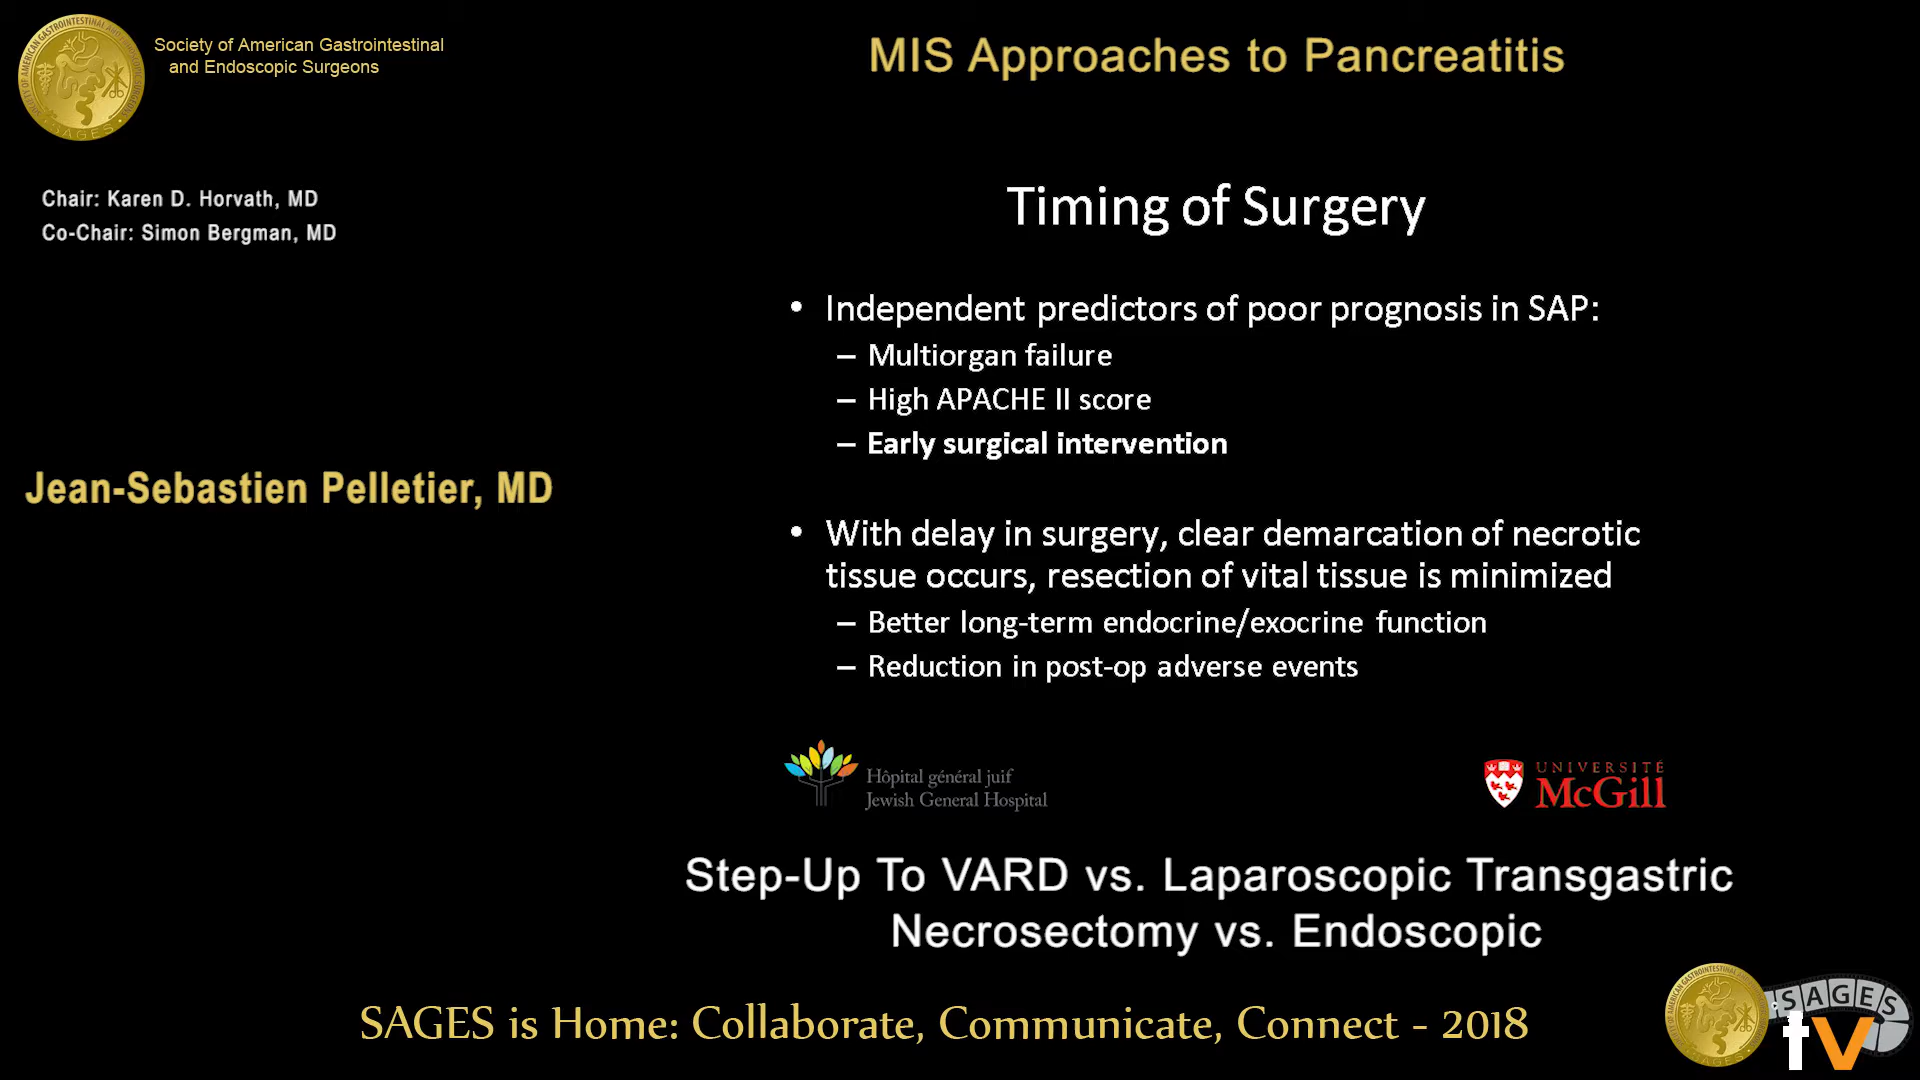 Society of American Gastrointestinal
and Endoscopic Surgeons
MIS Approaches to Pancreatitis
Chair: Karen D. Horvath, MD
Co-Chair: Simon Bergman, MD
Jean-Sebastien Pelletier, MD
Timing of Surgery
• Independent predictors of poor prognosis in SAP:
– Multiorgan failure
– High APACHE II score
– Early surgical intervention
• With delay in surgery, clear demarcation of necrotic
tissue occurs, resection of vital tissue is minimized
– Better long-term endocrine/exocrine function
– Reduction in post-op adverse events
Hôpital général juif
Jewish General Hospital
UNIVERSITÉ
McGill
Step-Up To VARD vs. Laparoscopic Transgastric
Necrosectomy vs. Endoscopic
SAGES is Home: Collaborate, Communicate, Connect - 2018
SAGES
tv